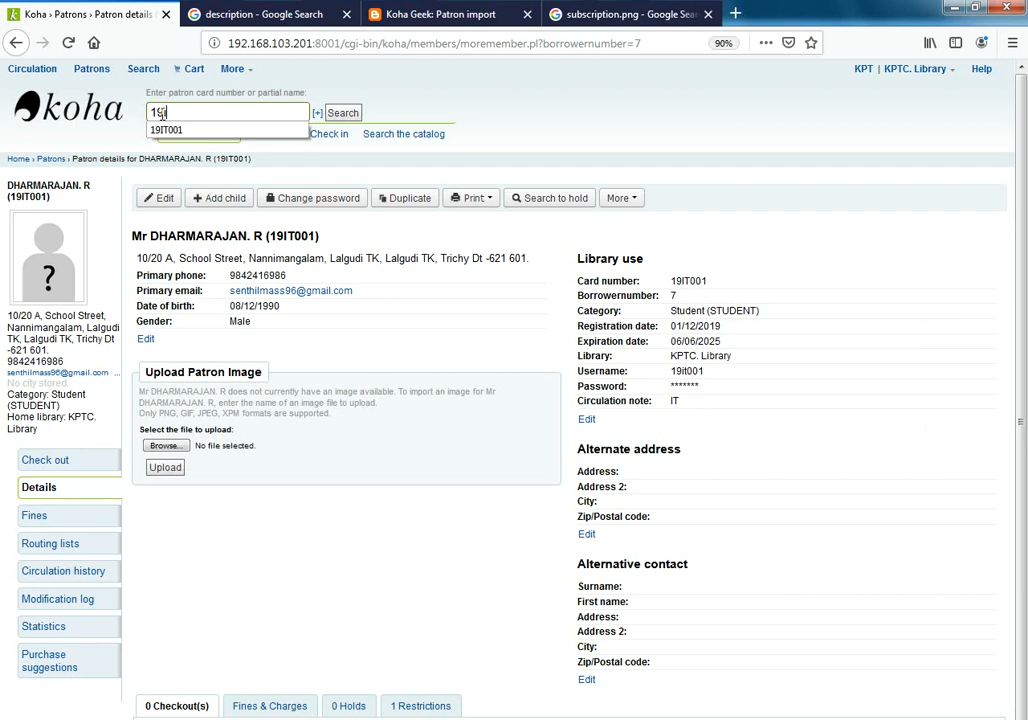 Koha › Patrons › Patron details f
description - Google Search
Koha Geek: Patron import
subscription.png - Google Sea
192.168.103.201:8001/cgi-bin/koha/members/moremember.pl?borrowernumber=7
90%
Circulation
Patrons
Search
Cart
More
KPT | KPTC. Library
Help
koha
Enter patron card number or partial name:
19i
[+]
Search
19IT001
Check in
Search the catalog
Home › Patrons › Patron details for DHARMARAJAN. R (19IT001)
DHARMARAJAN. R
(19IT001)
?
10/20 A, School Street,
Nannimangalam, Lalgudi
TK, Lalgudi TK, Trichy Dt
-621 601.
9842416986
senthilmass96@gmail.com ...
No city stored.
Category: Student
(STUDENT)
Home library: KPTC.
Library
Check out
Details
Fines
Routing lists
Circulation history
Modification log
Statistics
Purchase
suggestions
Edit
Add child
Change password
Duplicate
Print
Search to hold
More
Mr DHARMARAJAN. R (19IT001)
10/20 A, School Street, Nannimangalam, Lalgudi TK, Lalgudi TK, Trichy Dt -621 601.
Primary phone: 9842416986
Primary email: senthilmass96@gmail.com
Date of birth: 08/12/1990
Gender: Male
Edit
Upload Patron Image
Mr DHARMARAJAN. R does not currently have an image available. To import an image for Mr
DHARMARAJAN. R, enter the name of an image file to upload.
Only PNG, GIF, JPEG, XPM formats are supported.
Select the file to upload:
Browse... No file selected.
Upload
Library use
Card number: 19IT001
Borrowernumber: 7
Category: Student (STUDENT)
Registration date: 01/12/2019
Expiration date: 06/06/2025
Library: KPTC. Library
Username: 19it001
Password: *******
Circulation note: IT
Edit
Alternate address
Address:
Address 2:
City:
Zip/Postal code:
Edit
Alternative contact
Surname:
First name:
Address:
Address 2:
City:
Zip/Postal code:
Edit
0 Checkout(s)
Fines & Charges
0 Holds
1 Restrictions